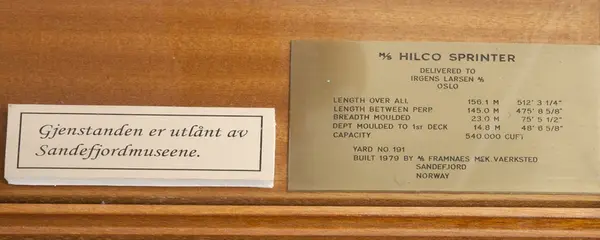 Gjenstanden er utlånt av
Sandefjordmuseene.
M/S HILCO SPRINTER
DELIVERED TO
IRGENS LARSEN A/S
OSLO
LENGTH OVER ALL 156.1 M 512' 3 1/4"
LENGTH BETWEEN PERP. 145.0 M 475' 8 5/8"
BREADTH MOULDED 23.0 M 75' 5 1/2"
DEPT MOULDED TO 1st DECK 14.8 M 48' 6 5/8"
CAPACITY 540.000 CUFT
YARD NO. 191
BUILT 1979 BY A/S FRAMNAES MEK. VAERKSTED
SANDEFJORD
NORWAY